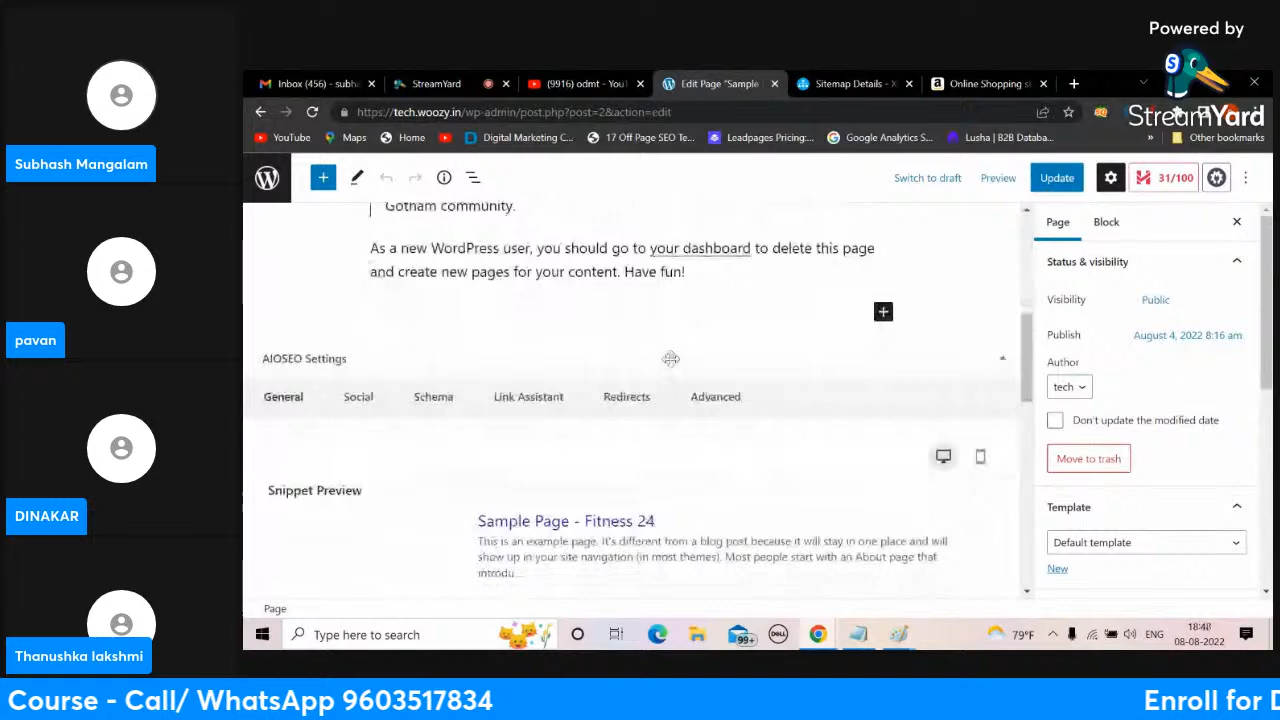 Powered by
StreamYard
Subhash Mangalam
pavan
DINAKAR
Thanushka lakshmi
Inbox (456) - subha
StreamYard
(9916) odmt - YouT
Edit Page "Sample
Sitemap Details -
Online Shopping si
https://tech.woozy.in/wp-admin/post.php?post=2&action=edit
YouTube
Maps
Home
YouTube
Digital Marketing C...
17 Off Page SEO Te...
Leadpages Pricing:...
Google Analytics S...
Lusha | B2B Databa...
»
Other bookmarks
Switch to draft
Preview
Update
31/100
Gotham community.
As a new WordPress user, you should go to your dashboard to delete this page
and create new pages for your content. Have fun!
AIOSEO Settings
General
Social
Schema
Link Assistant
Redirects
Advanced
Snippet Preview
Sample Page - Fitness 24
This is an example page. It's different from a blog post because it will stay in one place and will
show up in your site navigation (in most themes). Most people start with an About page that
introdu...
Page
Page
Block
Status & visibility
Visibility
Public
Publish
August 4, 2022 8:16 am
Author
tech
Don't update the modified date
Move to trash
Template
Default template
New
Type here to search
99+
DELL
79°F
ENG
18:48
08-08-2022
Course - Call/ WhatsApp 9603517834
Enroll for D